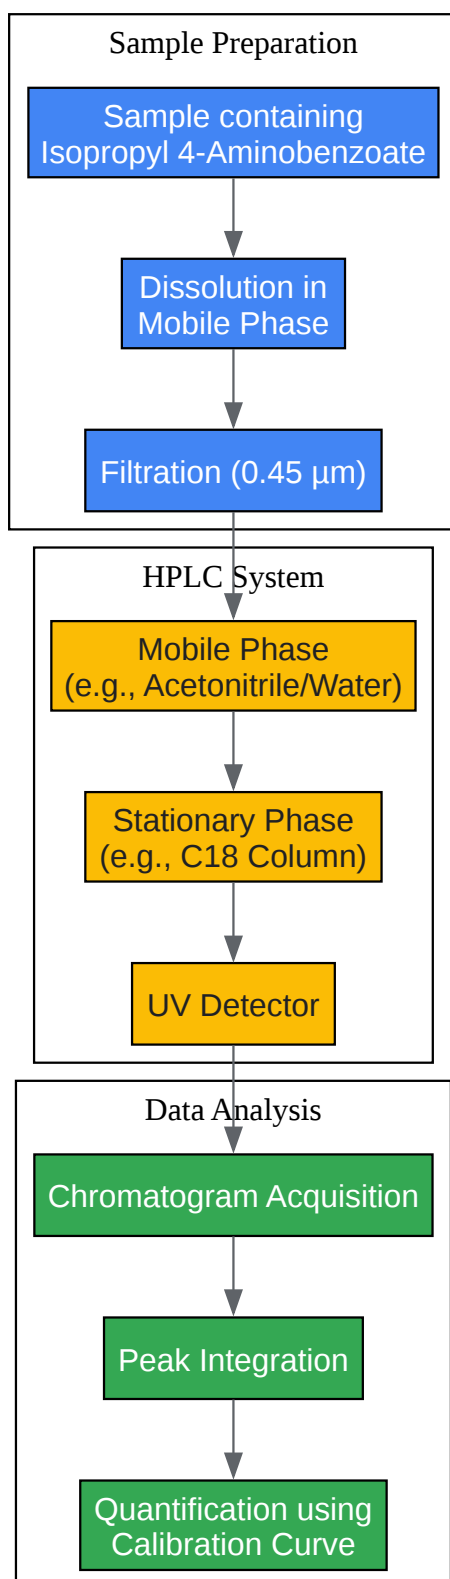 Sample Preparation
Sample containing
Isopropyl 4-Aminobenzoate
Dissolution in
Mobile Phase
Filtration (0.45 µm)
HPLC System
Mobile Phase
(e.g., Acetonitrile/Water)
Stationary Phase
(e.g., C18 Column)
UV Detector
Data Analysis
Chromatogram Acquisition
Peak Integration
Quantification using
Calibration Curve